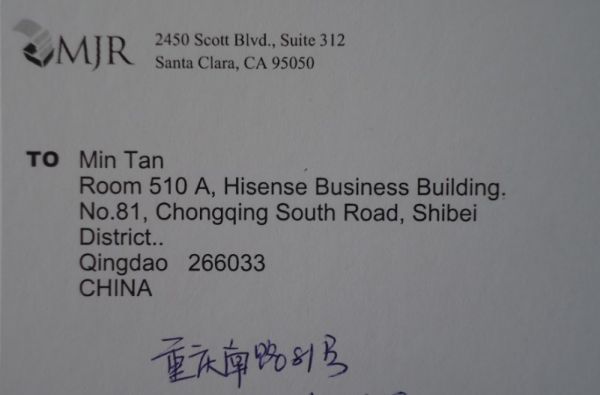 MJR
2450 Scott Blvd., Suite 312
Santa Clara, CA 95050
TO Min Tan
Room 510 A, Hisense Business Building.
No.81, Chongqing South Road, Shibei
District..
Qingdao 266033
CHINA
重庆南路81号